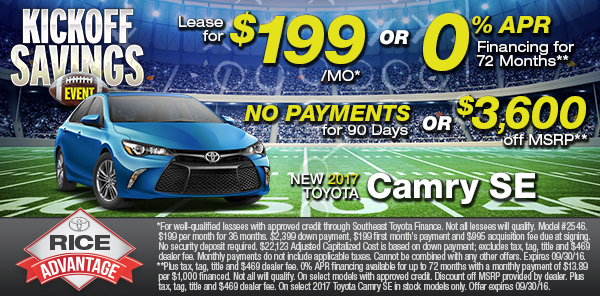 KICKOFF
SAVINGS
EVENT
Lease for $199 /MO*
OR
0% APR
Financing for
72 Months**
NO PAYMENTS
for 90 Days
OR
$3,600
off MSRP**
NEW 2017
TOYOTA
Camry SE
RICE
ADVANTAGE
*For well-qualified lessees with approved credit through Southeast Toyota Finance. Not all lessees will qualify. Model #2546.
$199 per month for 36 months. $2,399 down payment, $199 first month's payment and $995 acquisition fee due at signing.
No security deposit required. $22,123 Adjusted Capitalized Cost is based on down payment; excludes tax, tag, title and $469
dealer fee. Monthly payments do not include applicable taxes. Cannot be combined with any other offers. Expires 09/30/16.
**Plus tax, tag, title and $469 dealer fee. 0% APR financing available for up to 72 months with a monthly payment of $13.89
per $1,000 financed. Not all will qualify. On select models with approved credit. Discount off MSRP provided by dealer. Plus
tax, tag, title and $469 dealer fee. On select 2017 Toyota Camry SE in stock models only. Offer expires 09/30/16.